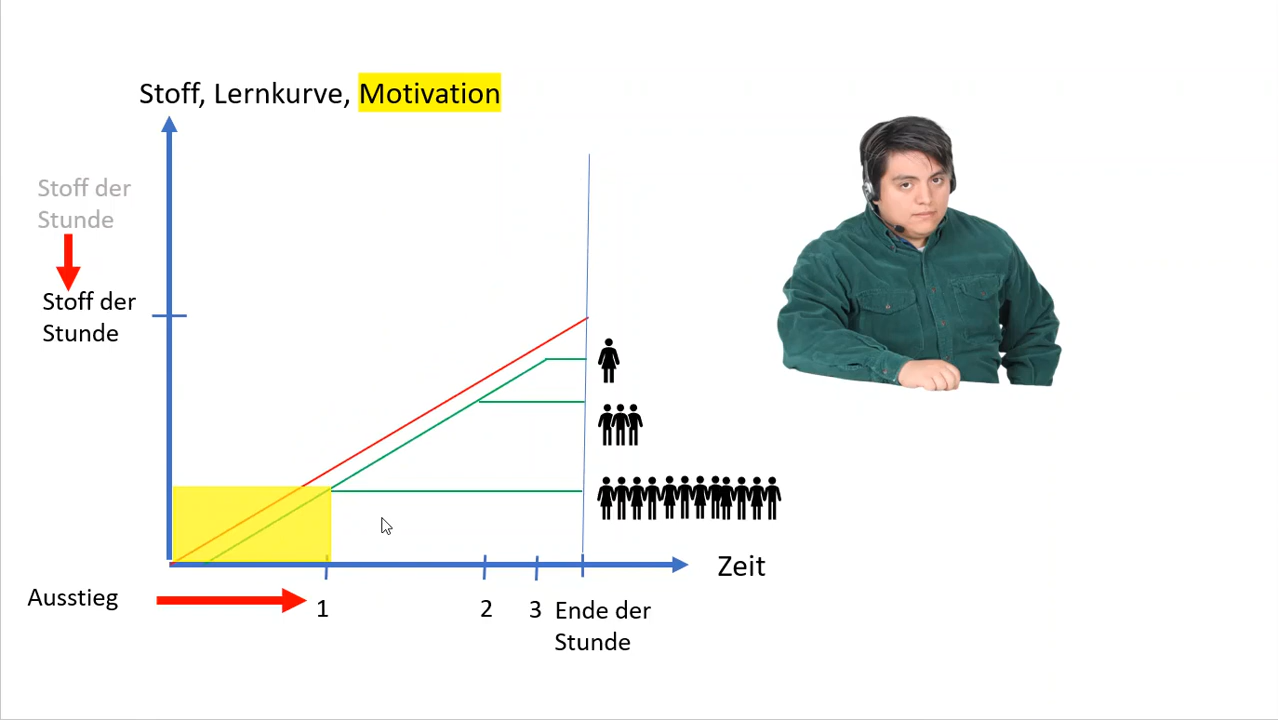 Stoff, Lernkurve, Motivation
Stoff der
Stunde
Stoff der
Stunde
Zeit
Ausstieg
1
2
3
Ende der
Stunde